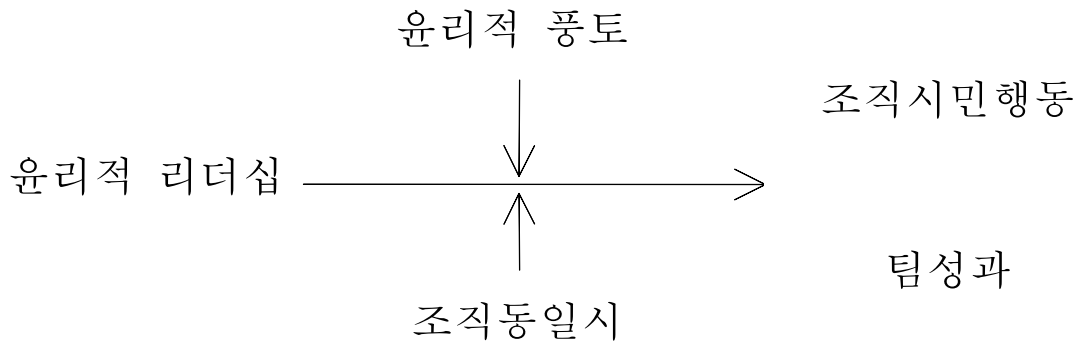 윤리적 풍토
조직시민행동
윤리적 리더십
팀성과
조직동일시